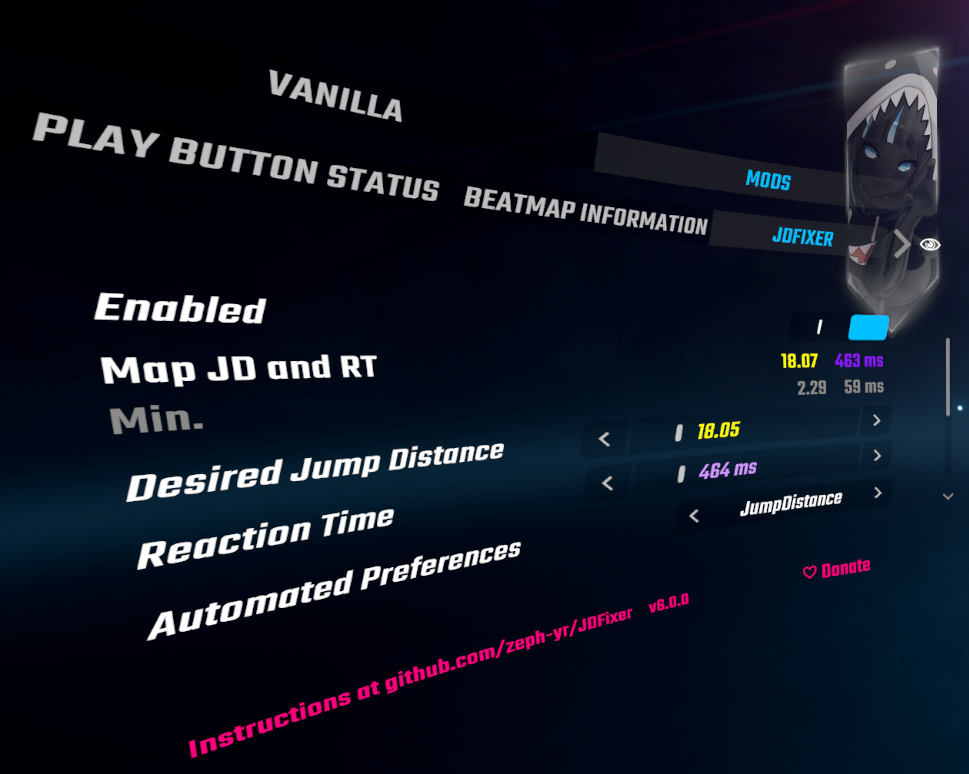 VANILLA
PLAY BUTTON STATUS BEATMAP INFORMATION
MODS
JDFIXER
Enabled I
Map JD and RT 18.07 463 ms
Min. 2.29 59 ms
Desired Jump Distance < 18.05 >
Reaction Time < 464 ms >
Automated Preferences < JumpDistance >
Donate
Instructions at github.com/zeph-yr/JDFixer v6.0.0